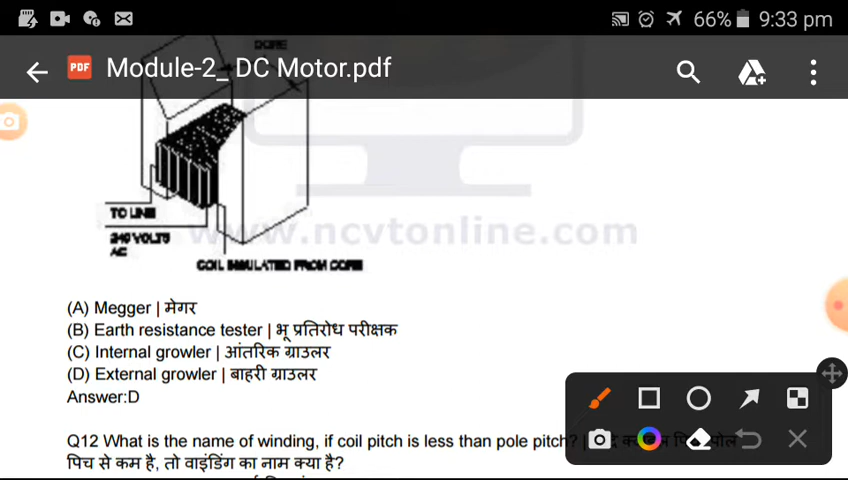 66% 9:33 pm
PDF Module-2_ DC Motor.pdf
CORE
TO LINE
240 VOLTS
AC
www.ncvtonline.com
COIL INSULATED FROM CORE
(A) Megger | मेगर
(B) Earth resistance tester | भू प्रतिरोध परीक्षक
(C) Internal growler | आंतरिक ग्राउलर
(D) External growler | बाहरी ग्राउलर
Answer:D
Q12 What is the name of winding, if coil pitch is less than pole pitch? |
पिच से कम है, तो वाइंडिंग का नाम क्या है?